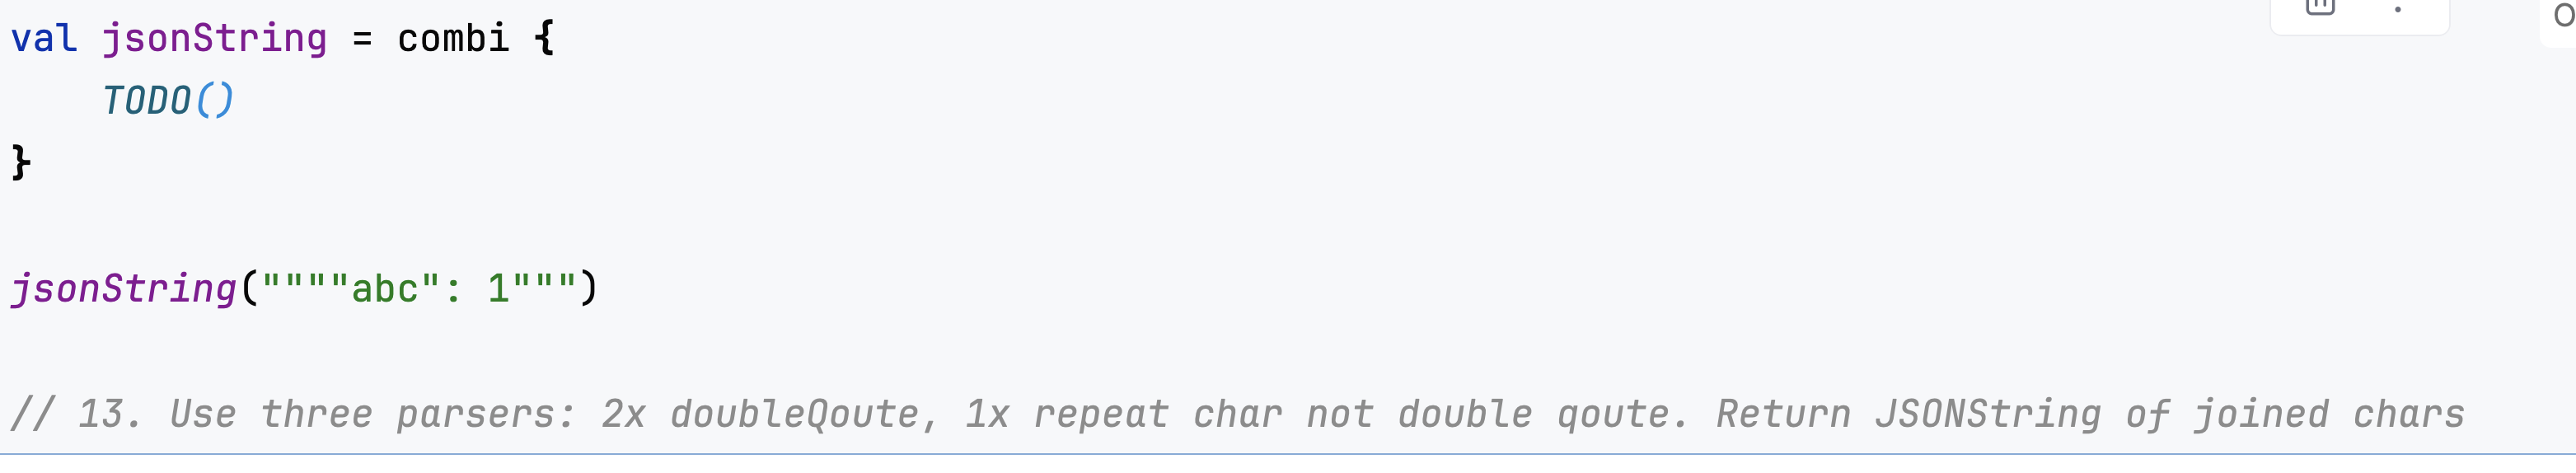 val jsonString = combi {
    TODO()
}
jsonString(""""abc": 1""")
// 13. Use three parsers: 2x doubleQoute, 1x repeat char not double qoute. Return JSONString of joined chars